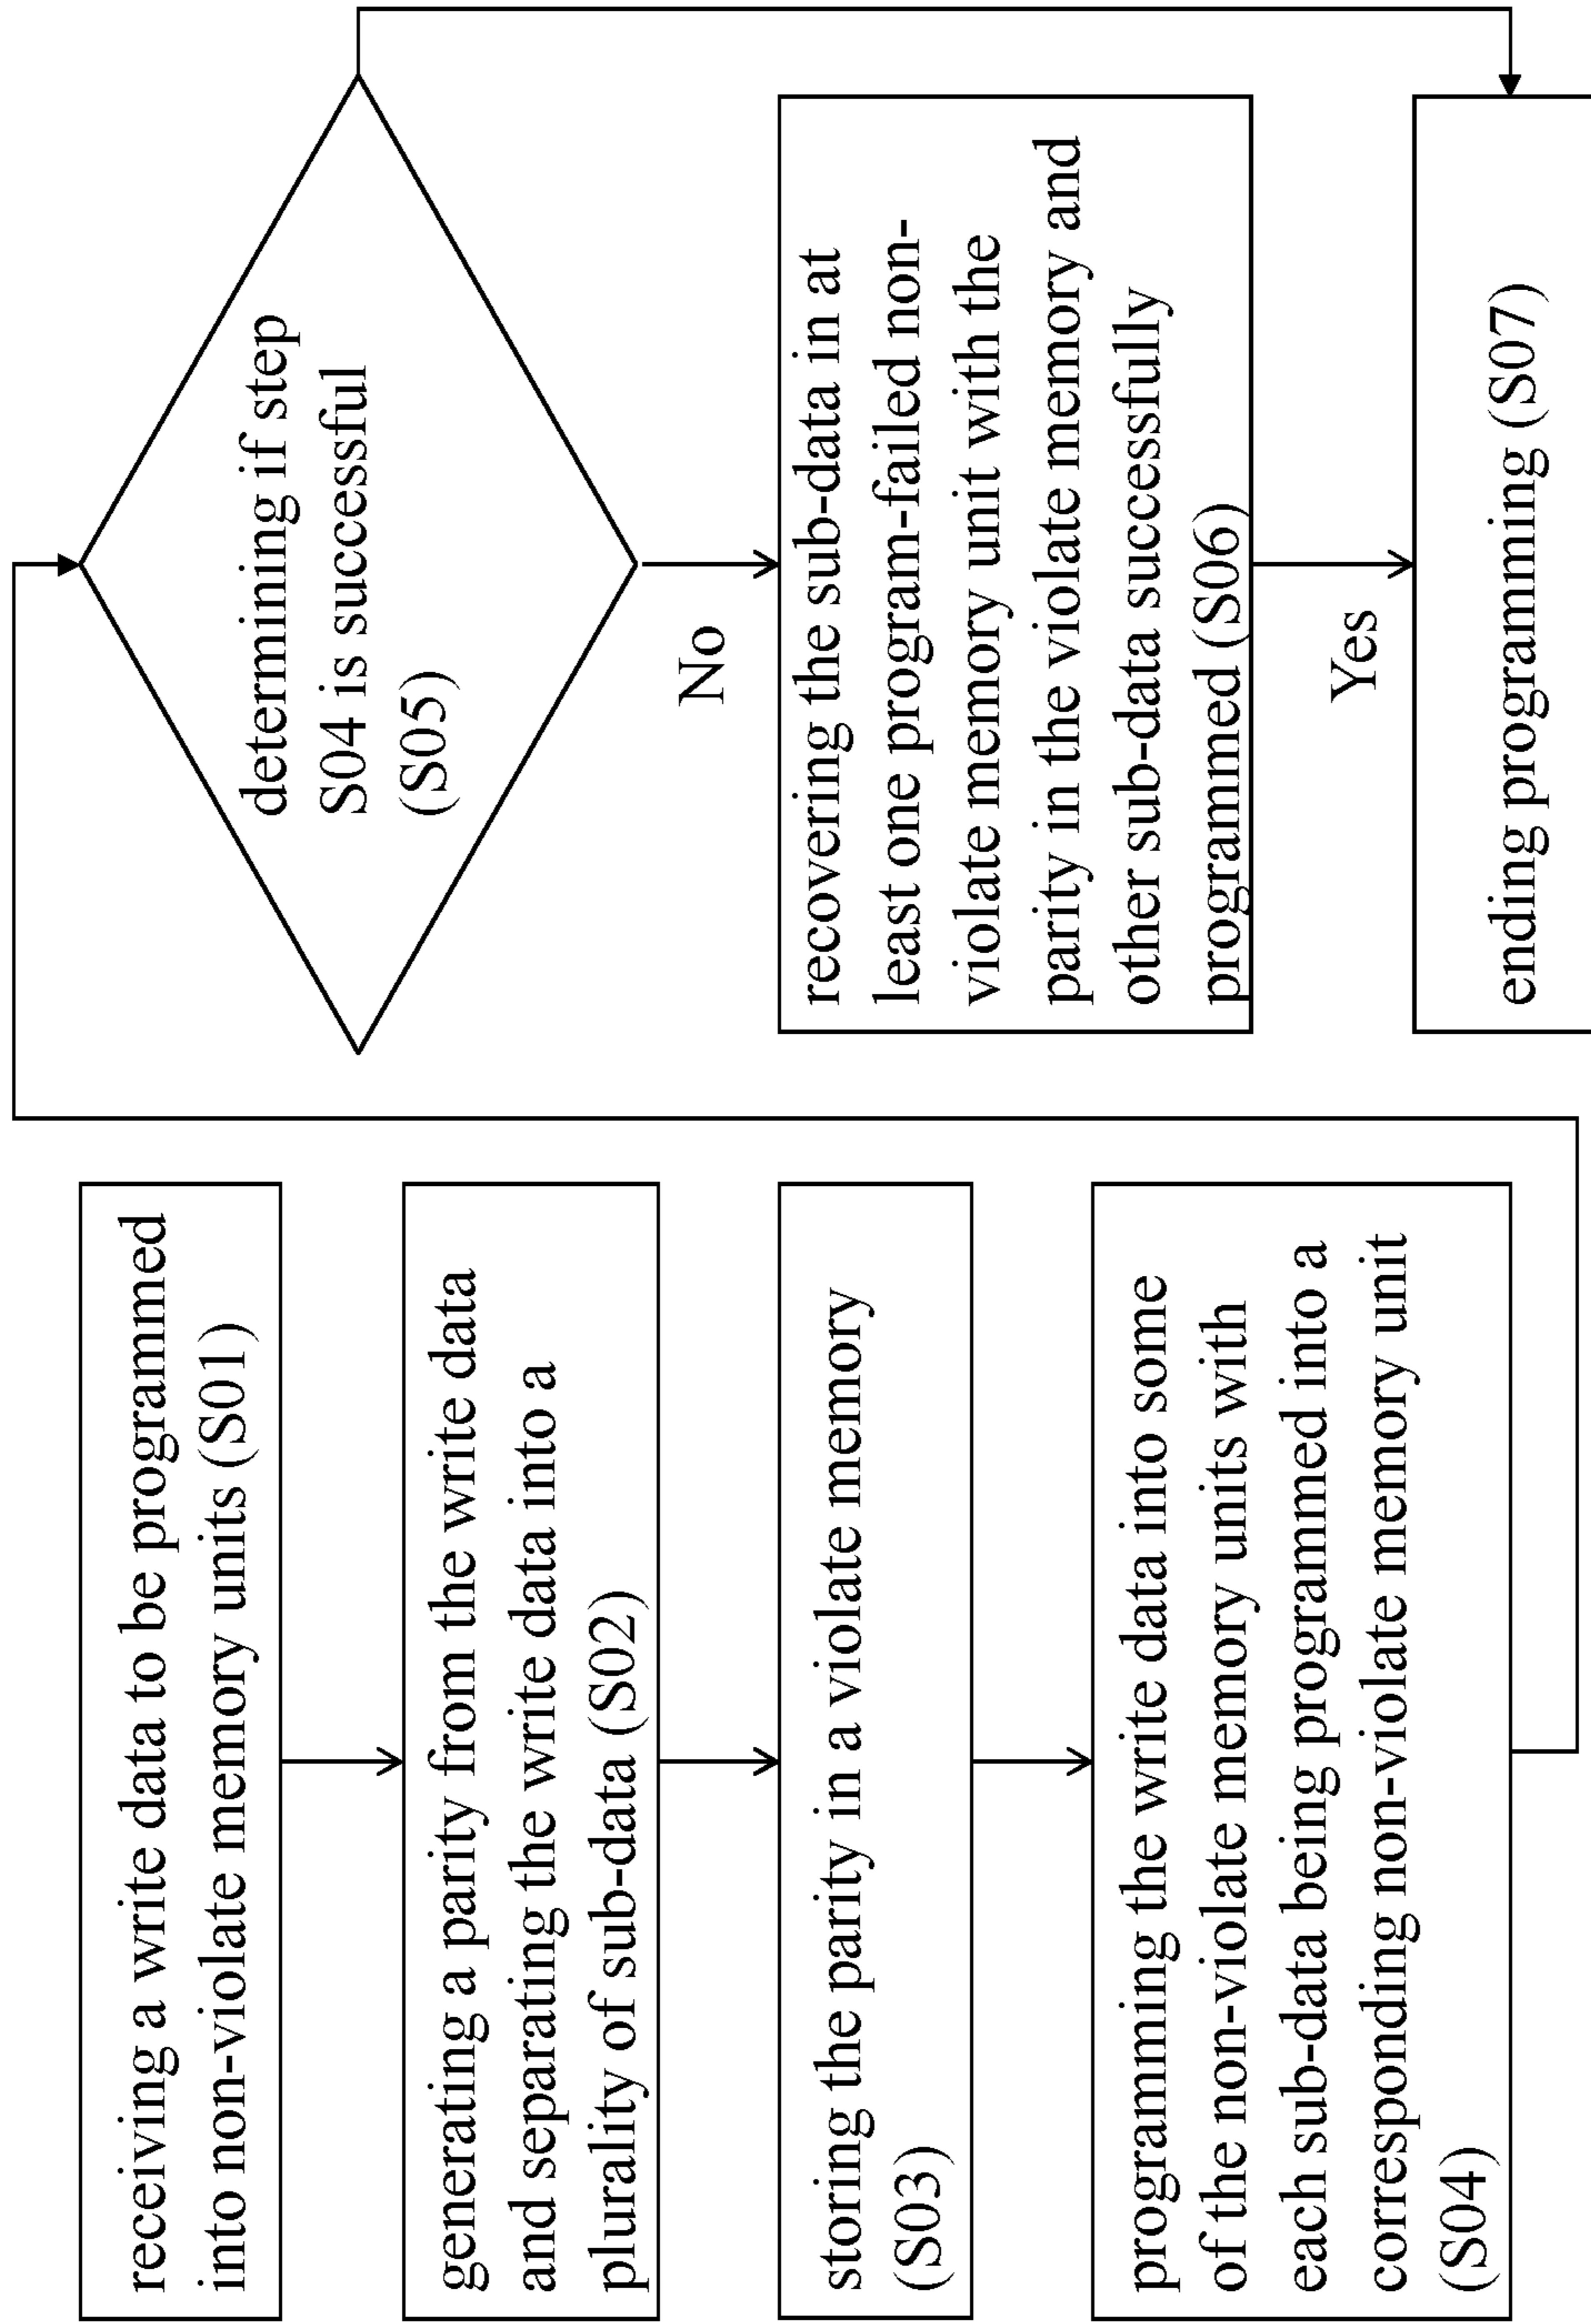 receiving a write data to be programmed
into non-violate memory units (S01)
generating a parity from the write data
and separating the write data into a
plurality of sub-data (S02)
storing the parity in a violate memory
(S03)
programming the write data into some
of the non-violate memory units with
each sub-data being programmed into a
corresponding non-violate memory unit
(S04)
determining if step
S04 is successful
(S05)
No
recovering the sub-data in at
least one program-failed non-
violate memory unit with the
parity in the violate memory and
other sub-data successfully
programmed (S06)
Yes
ending programming (S07)